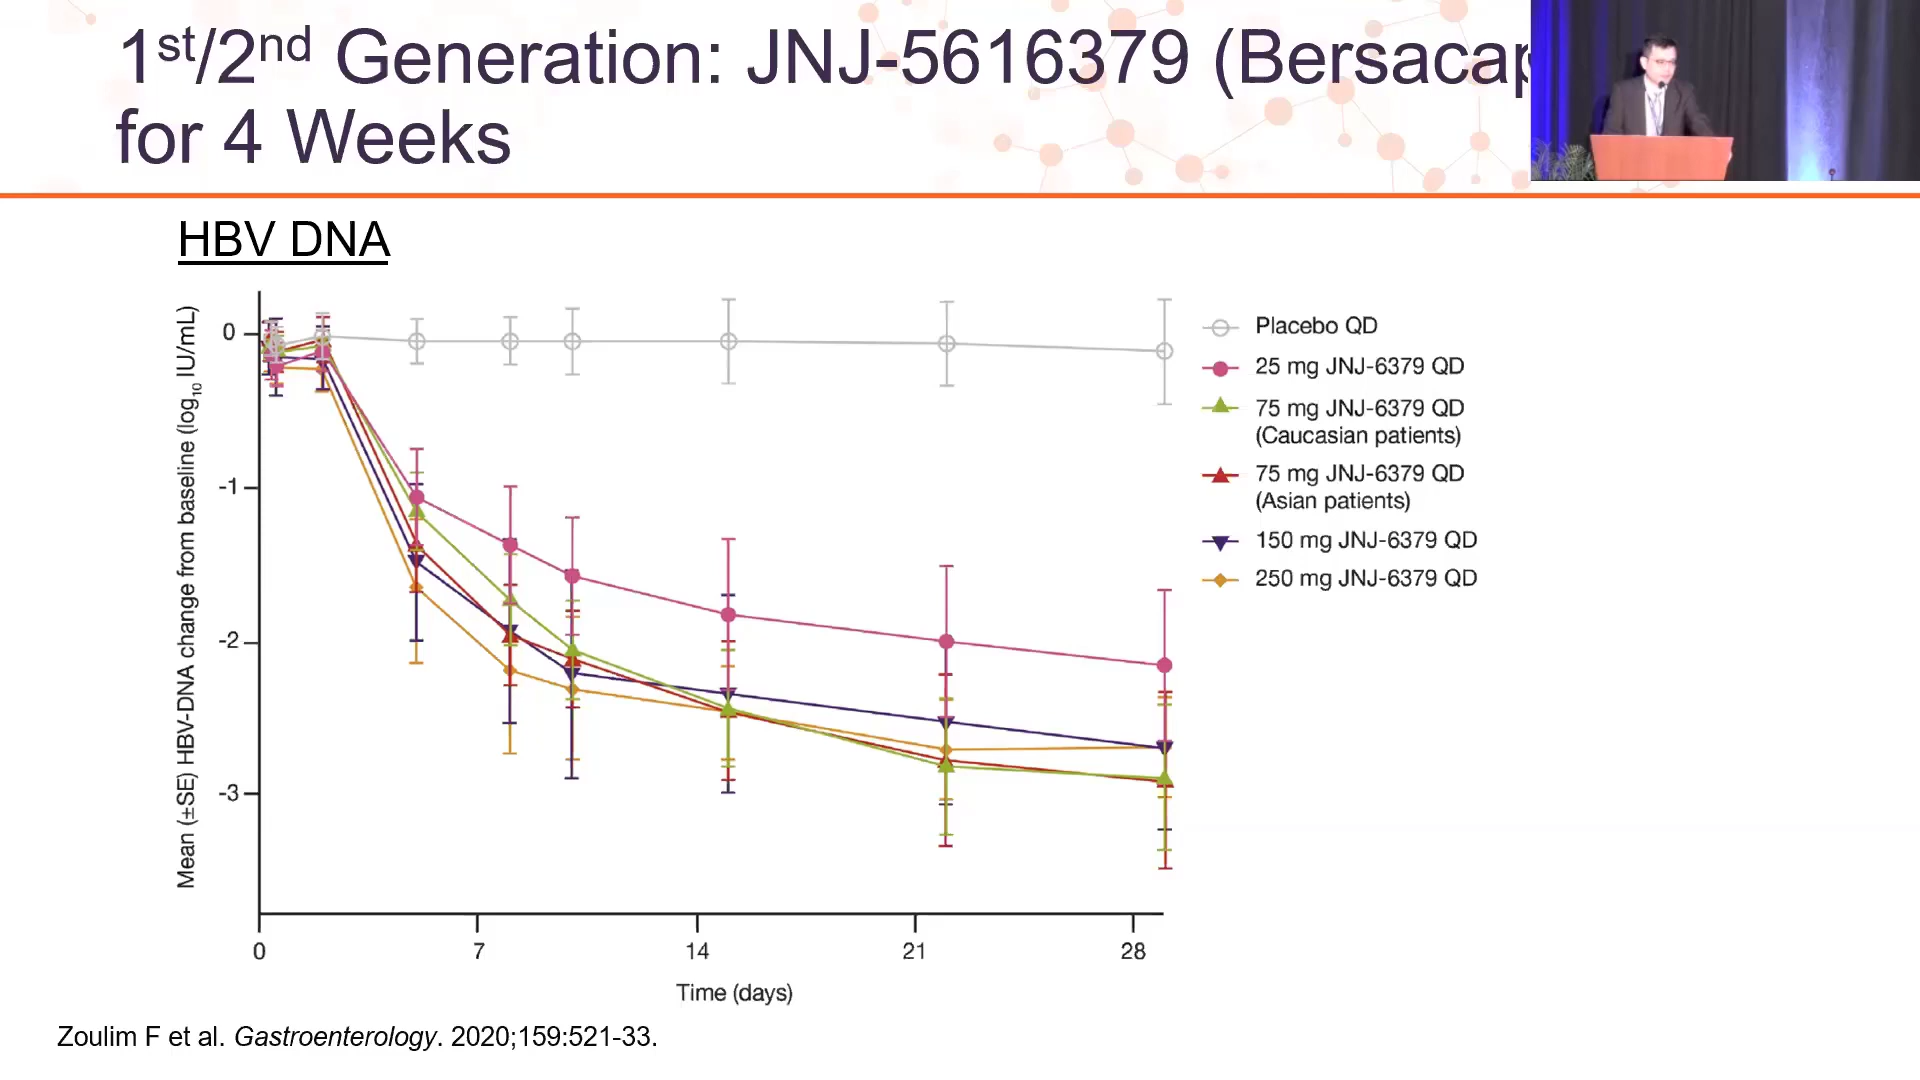 1st/2nd Generation: JNJ-5616379 (Bersacap
for 4 Weeks
HBV DNA
Mean (±SE) HBV-DNA change from baseline (log10 IU/mL)
0
-1
-2
-3
0 7 14 21 28
Time (days)
Placebo QD
25 mg JNJ-6379 QD
75 mg JNJ-6379 QD
(Caucasian patients)
75 mg JNJ-6379 QD
(Asian patients)
150 mg JNJ-6379 QD
250 mg JNJ-6379 QD
Zoulim F et al. Gastroenterology. 2020;159:521-33.